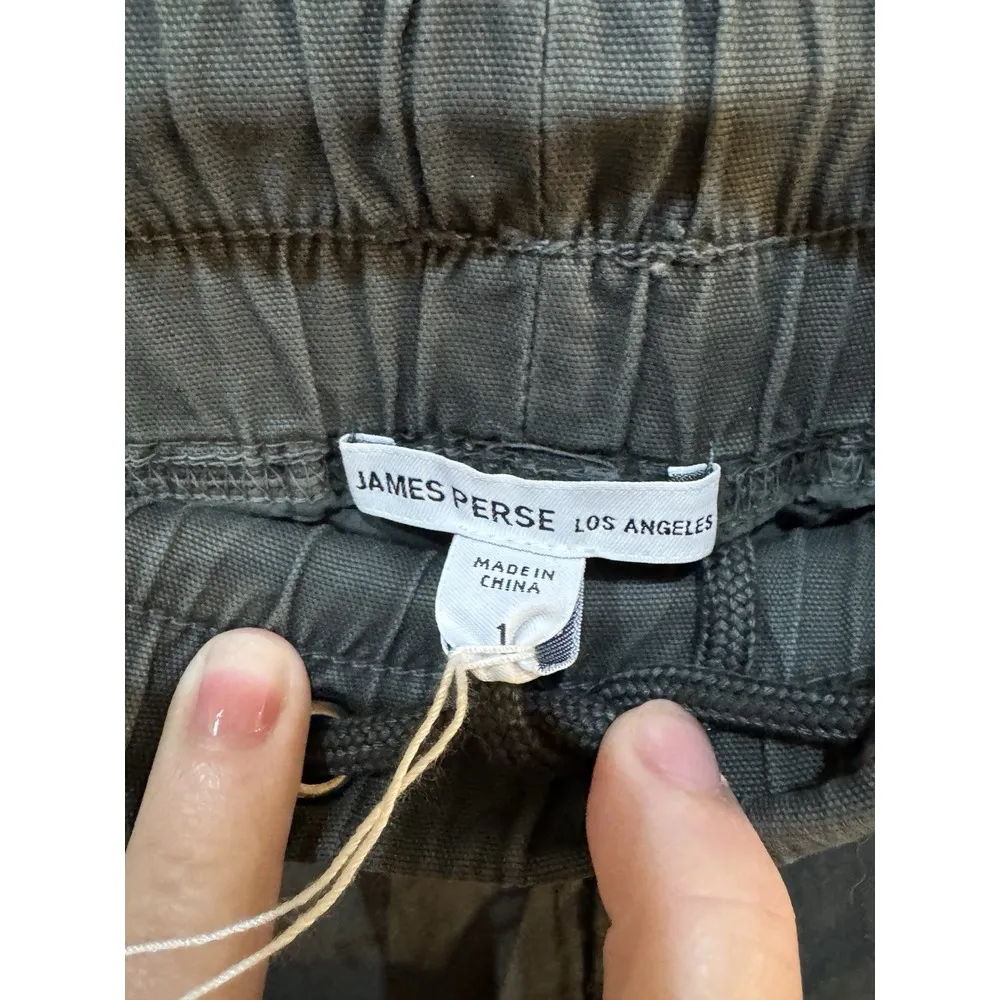 JAMES PERSE LOS ANGELES
MADE IN
CHINA
1